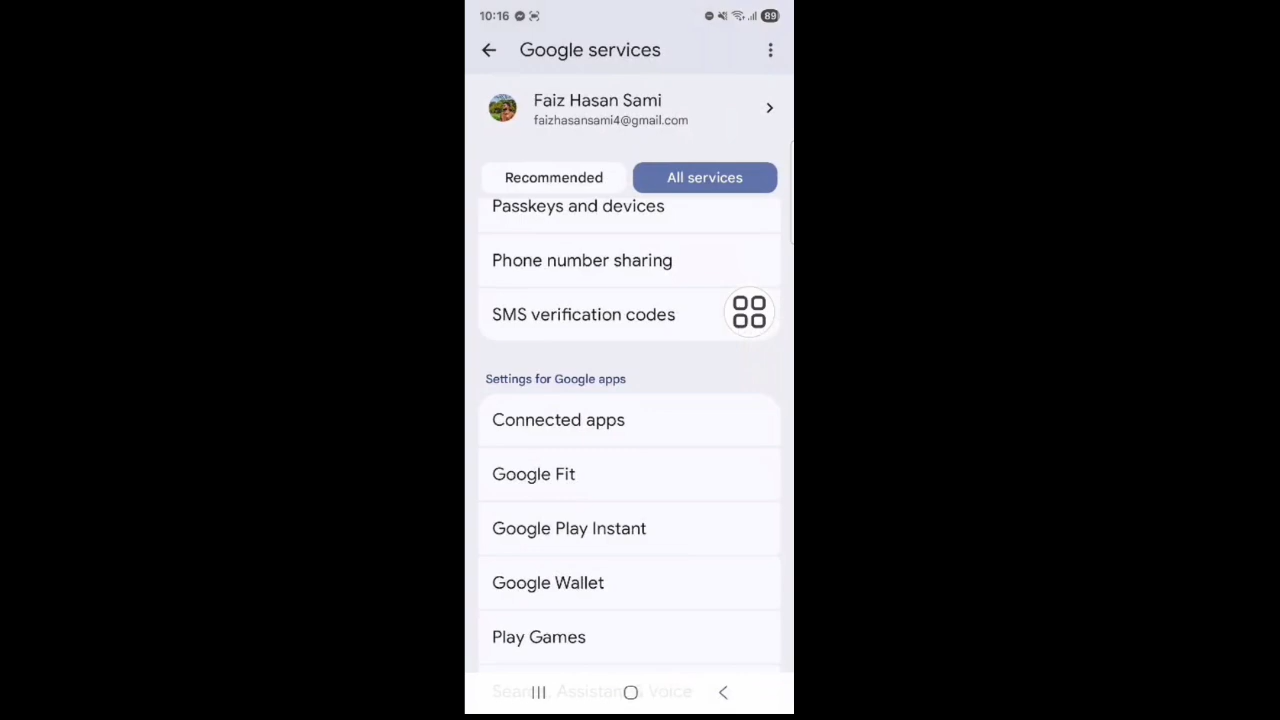 10:16
89
Google services
Faiz Hasan Sami
faizhasansami4@gmail.com
Recommended
All services
Passkeys and devices
Phone number sharing
SMS verification codes
Settings for Google apps
Connected apps
Google Fit
Google Play Instant
Google Wallet
Play Games
Search, Assistant & Voice